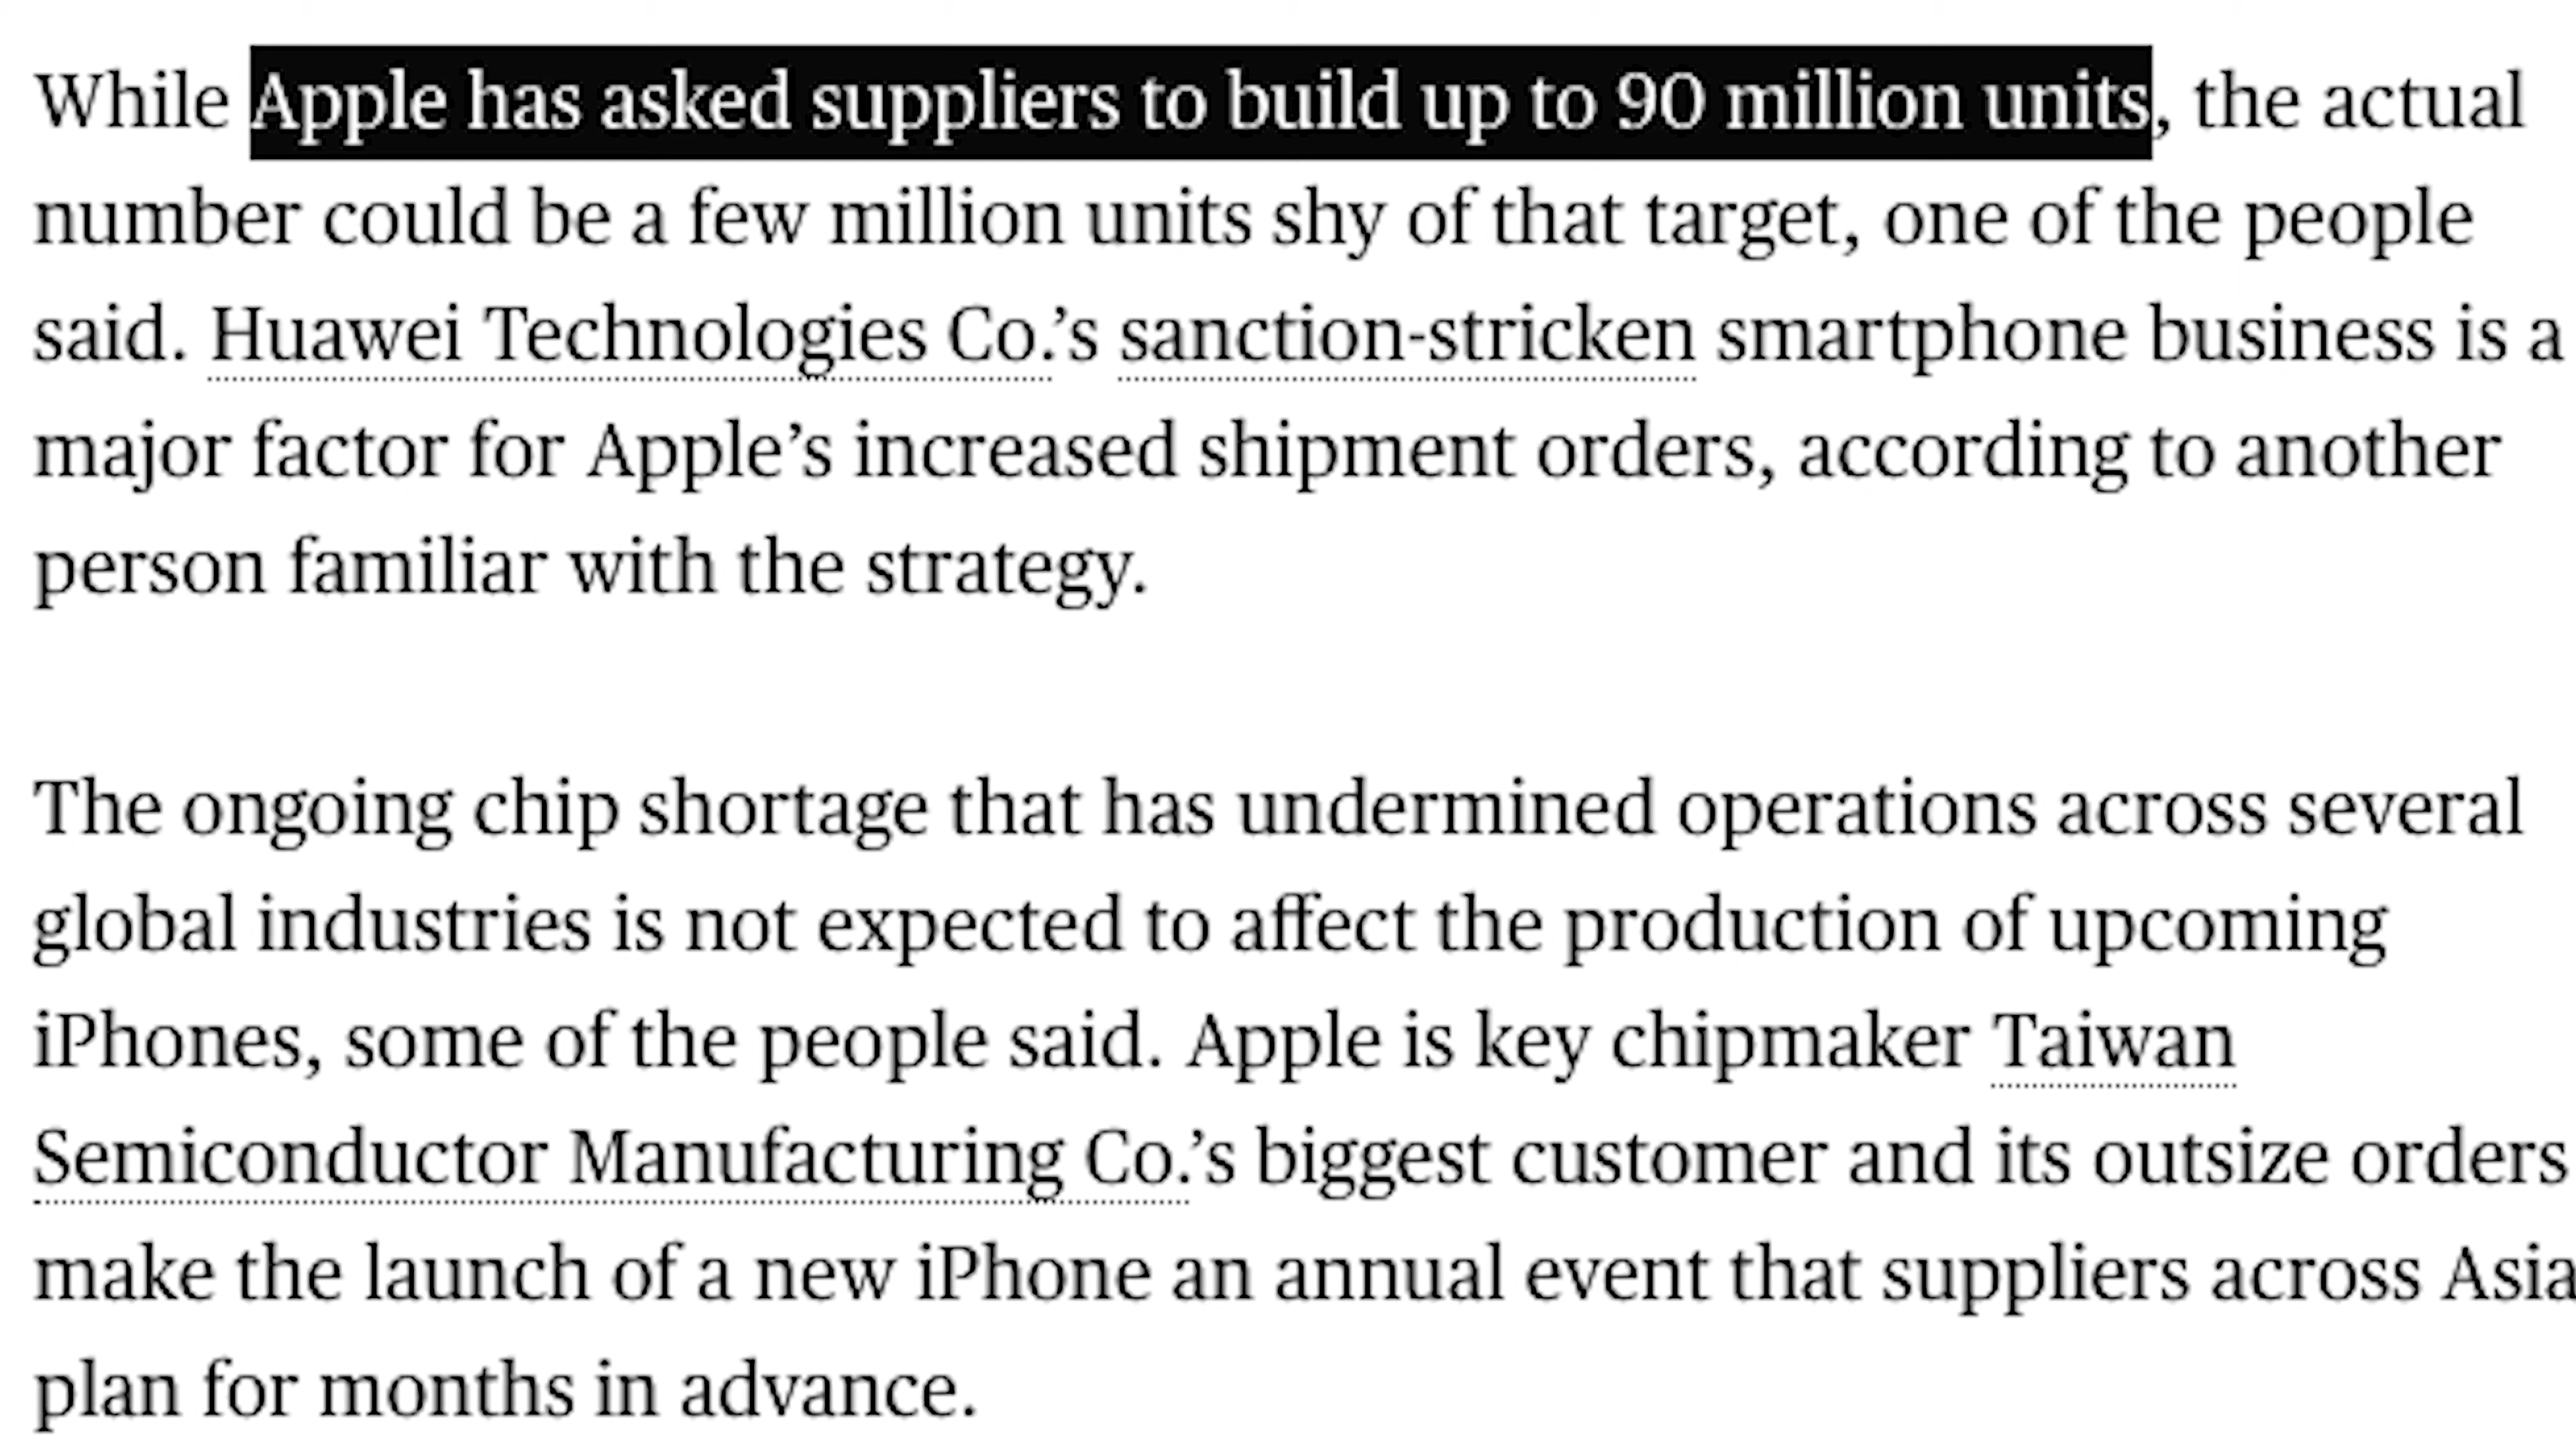 While Apple has asked suppliers to build up to 90 million units, the actual
number could be a few million units shy of that target, one of the people
said. Huawei Technologies Co.’s sanction-stricken smartphone business is a
major factor for Apple’s increased shipment orders, according to another
person familiar with the strategy.
The ongoing chip shortage that has undermined operations across several
global industries is not expected to affect the production of upcoming
iPhones, some of the people said. Apple is key chipmaker Taiwan
Semiconductor Manufacturing Co.’s biggest customer and its outsize orders
make the launch of a new iPhone an annual event that suppliers across Asia
plan for months in advance.